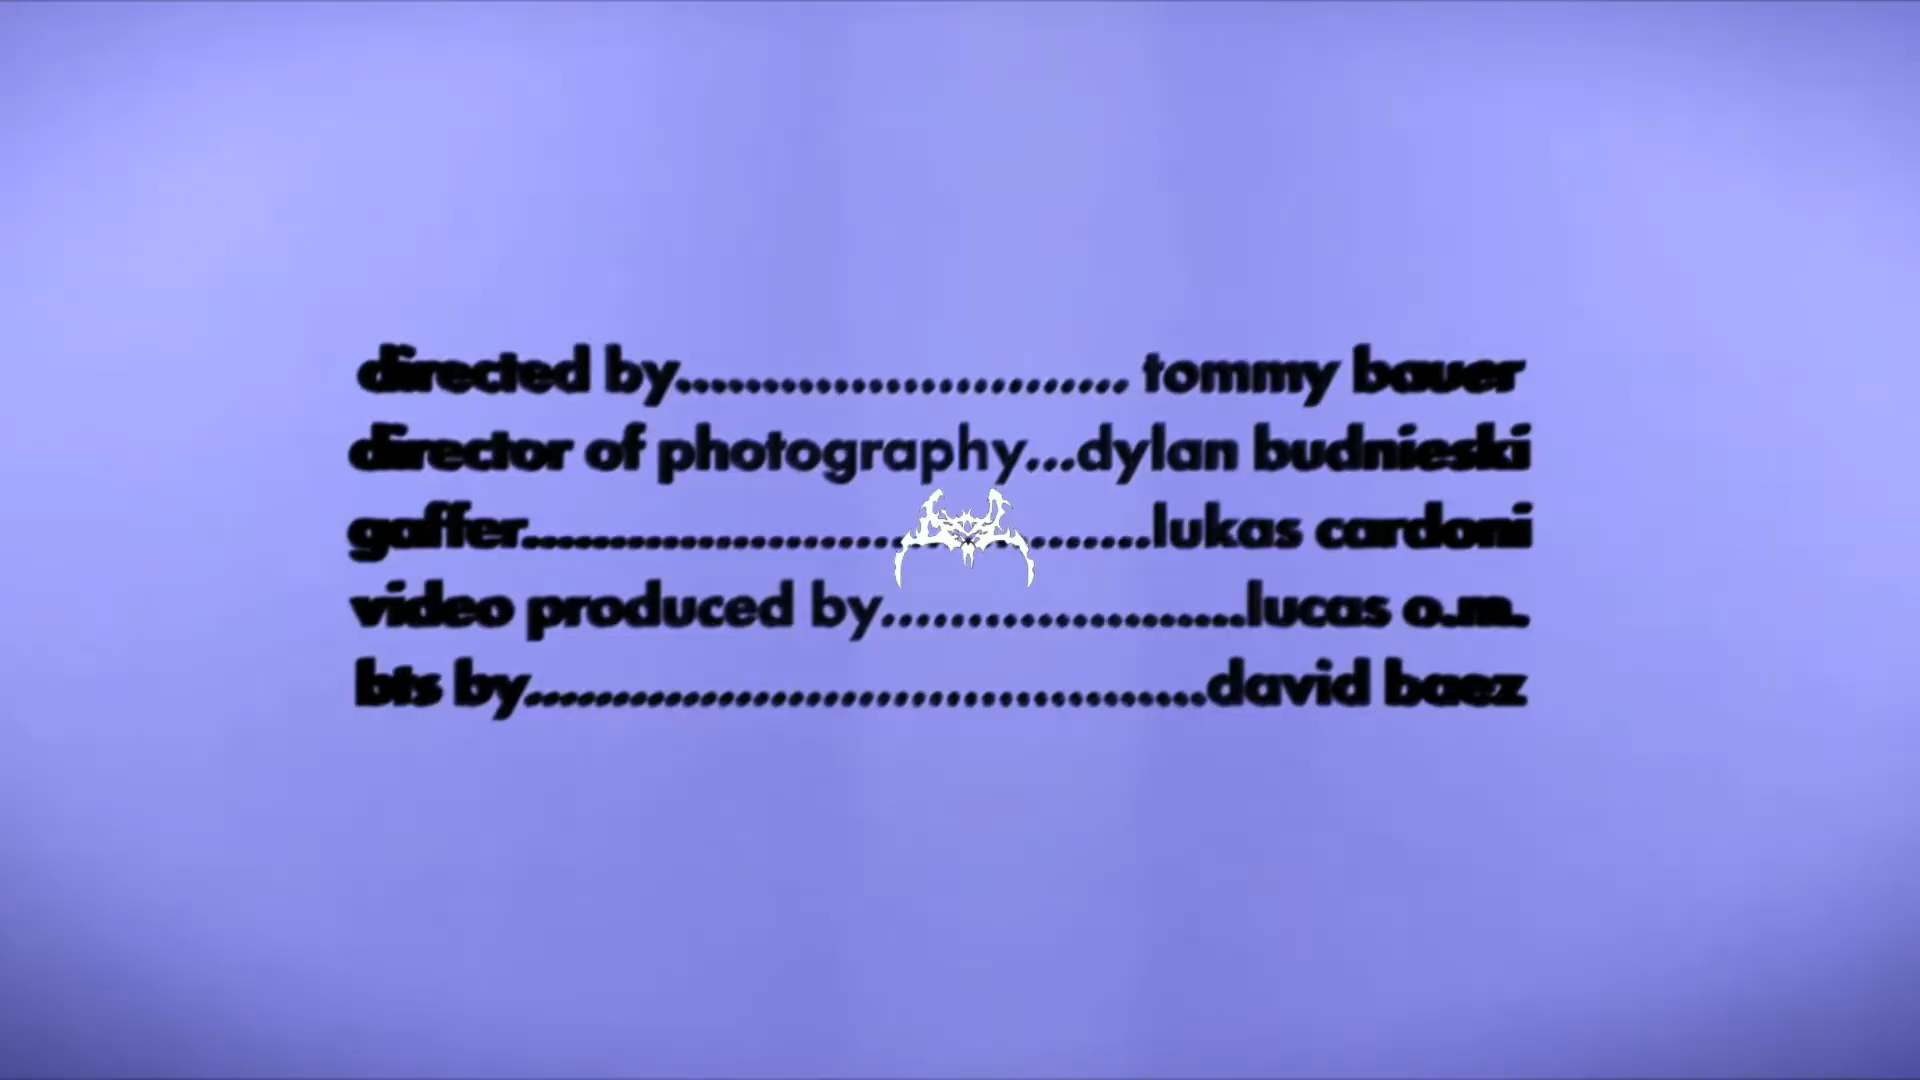 directed by.......................... tommy bauer
director of photography...dylan budnieski
gaffer...................................lukas cardoni
video produced by.....................lucas o.m.
bts by.......................................david baez